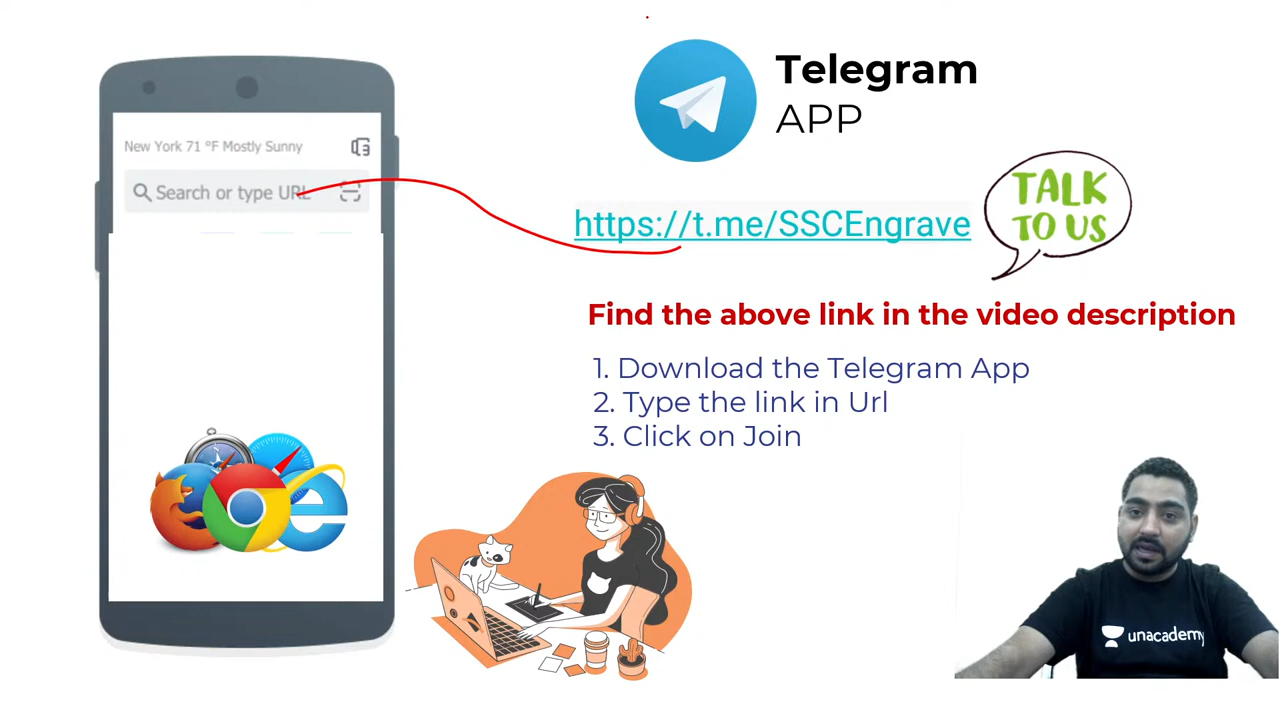 New York 71 °F Mostly Sunny
3
Search or type URL
Telegram
APP
https://t.me/SSCEngrave
TALK
TO US
Find the above link in the video description
1. Download the Telegram App
2. Type the link in Url
3. Click on Join
unacademy